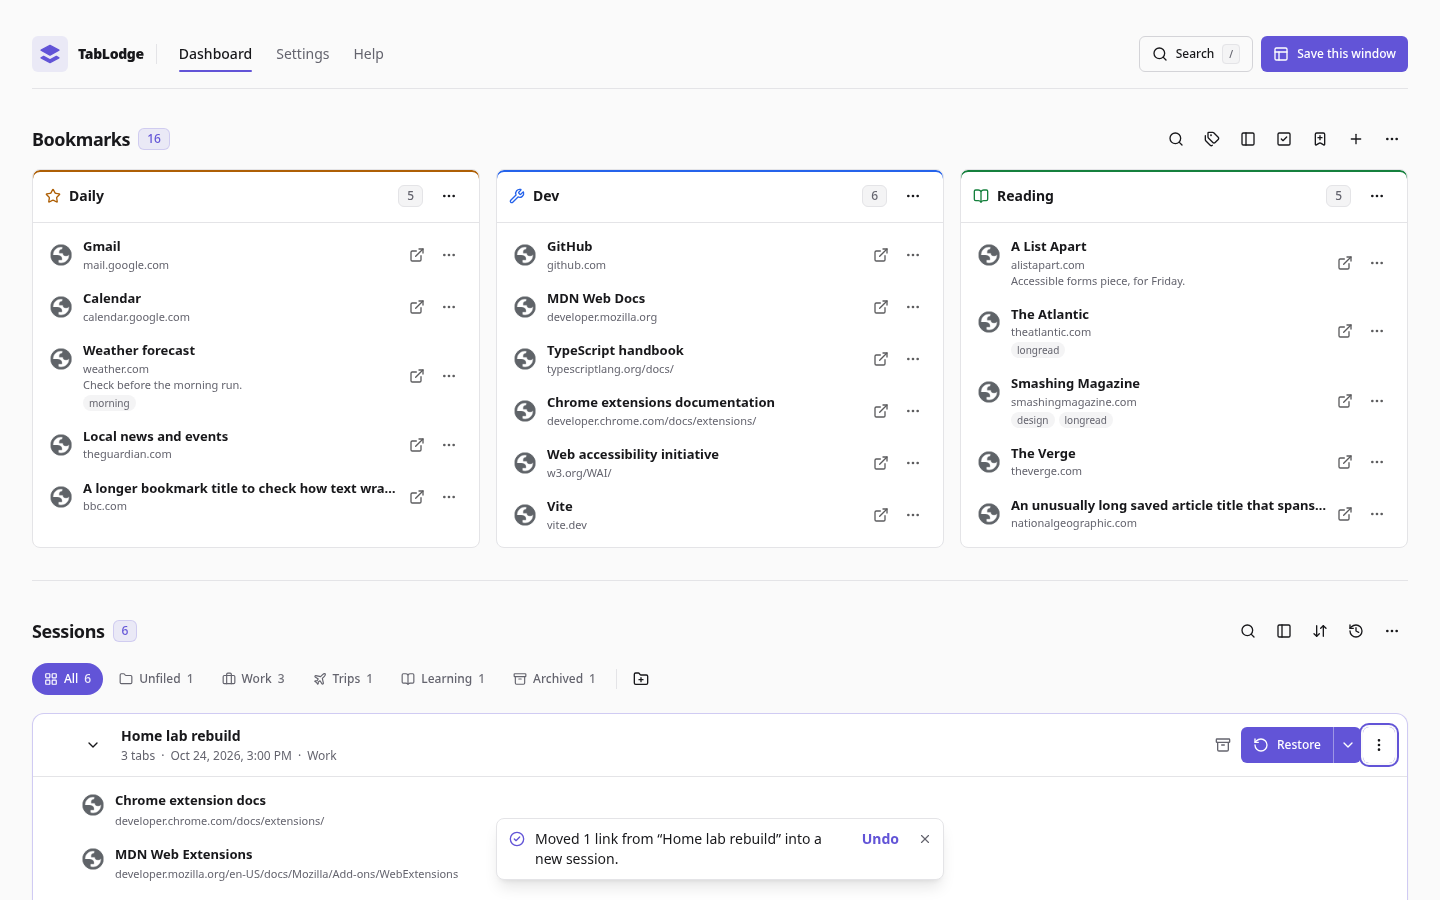 TabLodge
Dashboard
Settings
Help
Search /
Save this window
Bookmarks 16
Daily 5
Gmail
mail.google.com
Calendar
calendar.google.com
Weather forecast
weather.com
Check before the morning run.
morning
Local news and events
theguardian.com
A longer bookmark title to check how text wra...
bbc.com
Dev 6
GitHub
github.com
MDN Web Docs
developer.mozilla.org
TypeScript handbook
typescriptlang.org/docs/
Chrome extensions documentation
developer.chrome.com/docs/extensions/
Web accessibility initiative
w3.org/WAI/
Vite
vite.dev
Reading 5
A List Apart
alistapart.com
Accessible forms piece, for Friday.
The Atlantic
theatlantic.com
longread
Smashing Magazine
smashingmagazine.com
design longread
The Verge
theverge.com
An unusually long saved article title that spans...
nationalgeographic.com
Sessions 6
All 6
Unfiled 1
Work 3
Trips 1
Learning 1
Archived 1
Home lab rebuild
3 tabs · Oct 24, 2026, 3:00 PM · Work
Restore
Chrome extension docs
developer.chrome.com/docs/extensions/
MDN Web Extensions
developer.mozilla.org/en-US/docs/Mozilla/Add-ons/WebExtensions
Moved 1 link from “Home lab rebuild” into a
new session.
Undo